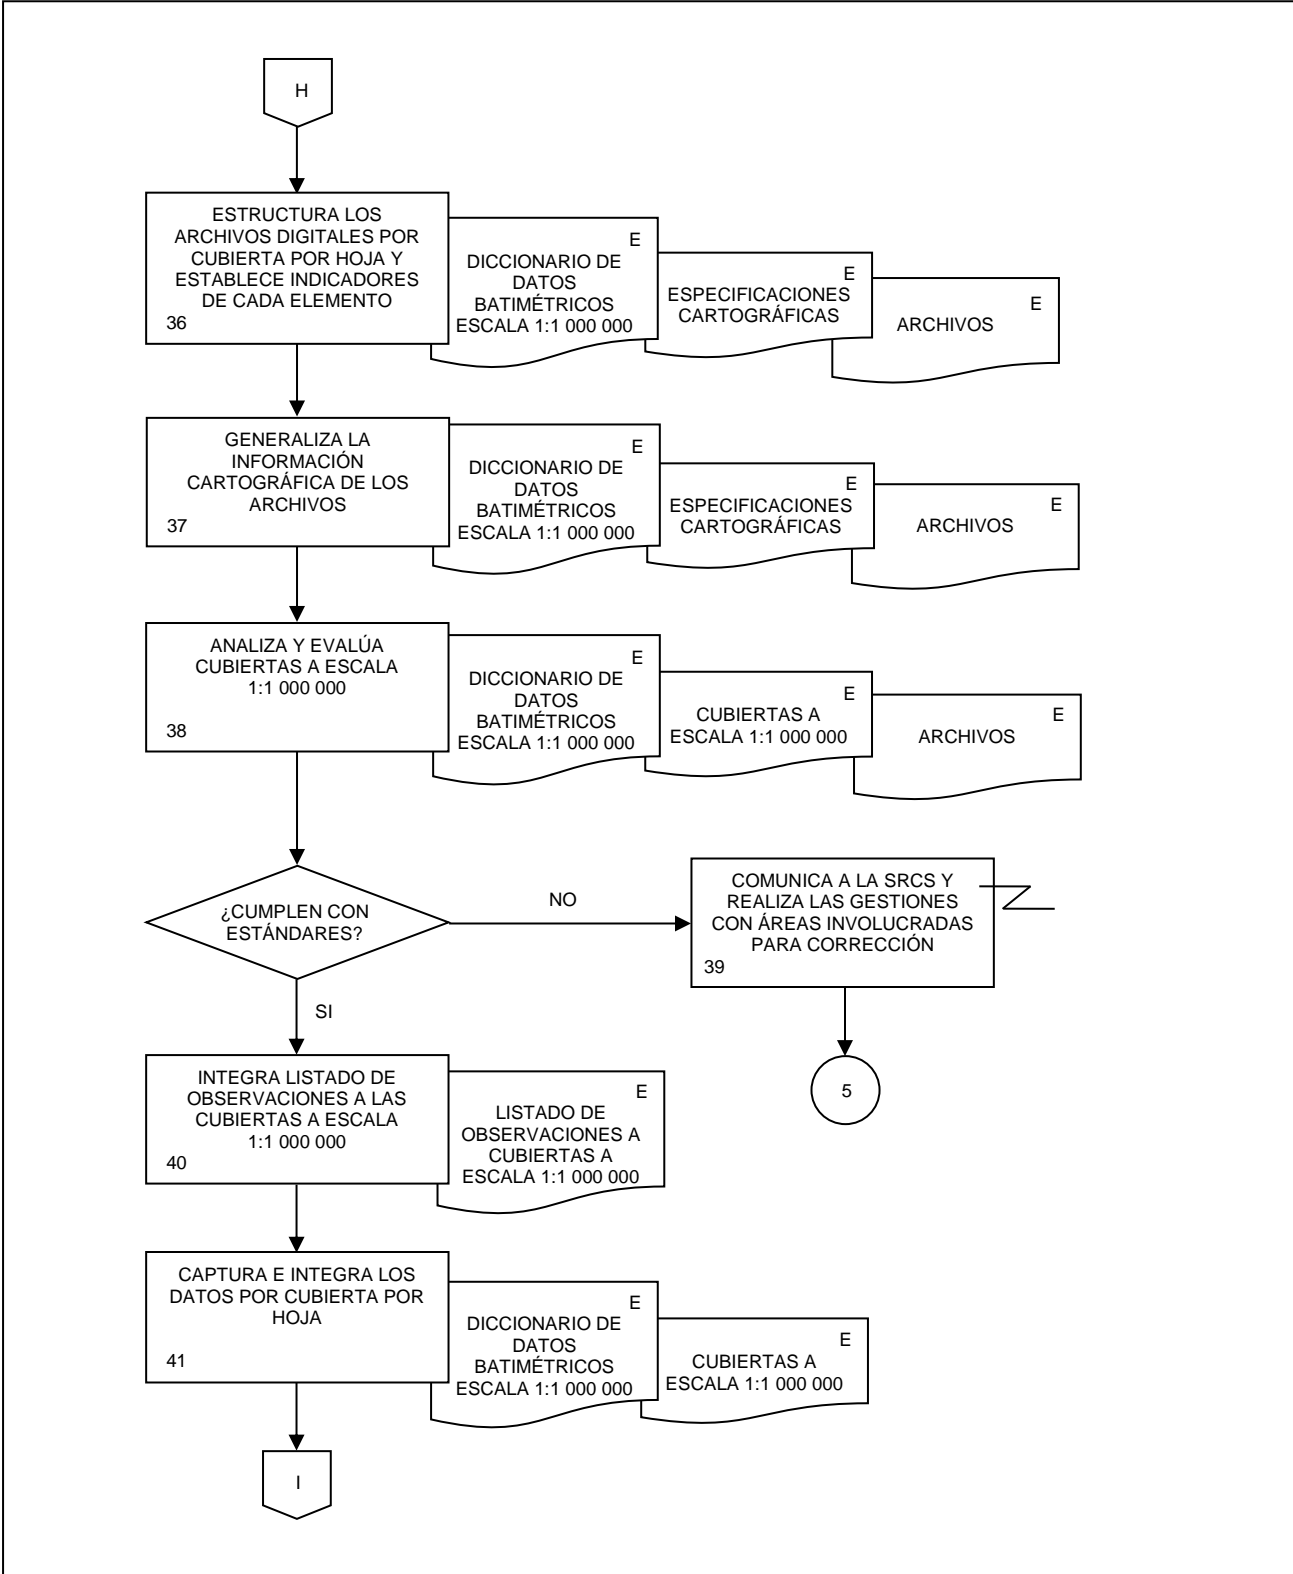 H
ESTRUCTURA LOS
ARCHIVOS DIGITALES POR
CUBIERTA POR HOJA Y
ESTABLECE INDICADORES
DE CADA ELEMENTO
36
E
DICCIONARIO DE
DATOS
BATIMÉTRICOS
ESCALA 1:1 000 000
E
ESPECIFICACIONES
CARTOGRÁFICAS
E
ARCHIVOS
GENERALIZA LA
INFORMACIÓN
CARTOGRÁFICA DE LOS
ARCHIVOS
37
E
DICCIONARIO DE
DATOS
BATIMÉTRICOS
ESCALA 1:1 000 000
E
ESPECIFICACIONES
CARTOGRÁFICAS
E
ARCHIVOS
ANALIZA Y EVALÚA
CUBIERTAS A ESCALA
1:1 000 000
38
E
DICCIONARIO DE
DATOS
BATIMÉTRICOS
ESCALA 1:1 000 000
E
CUBIERTAS A
ESCALA 1:1 000 000
E
ARCHIVOS
¿CUMPLEN CON
ESTÁNDARES?
NO
COMUNICA A LA SRCS Y
REALIZA LAS GESTIONES
CON ÁREAS INVOLUCRADAS
PARA CORRECCIÓN
39
5
SI
INTEGRA LISTADO DE
OBSERVACIONES A LAS
CUBIERTAS A ESCALA
1:1 000 000
40
E
LISTADO DE
OBSERVACIONES A
CUBIERTAS A
ESCALA 1:1 000 000
CAPTURA E INTEGRA LOS
DATOS POR CUBIERTA POR
HOJA
41
E
DICCIONARIO DE
DATOS
BATIMÉTRICOS
ESCALA 1:1 000 000
E
CUBIERTAS A
ESCALA 1:1 000 000
I